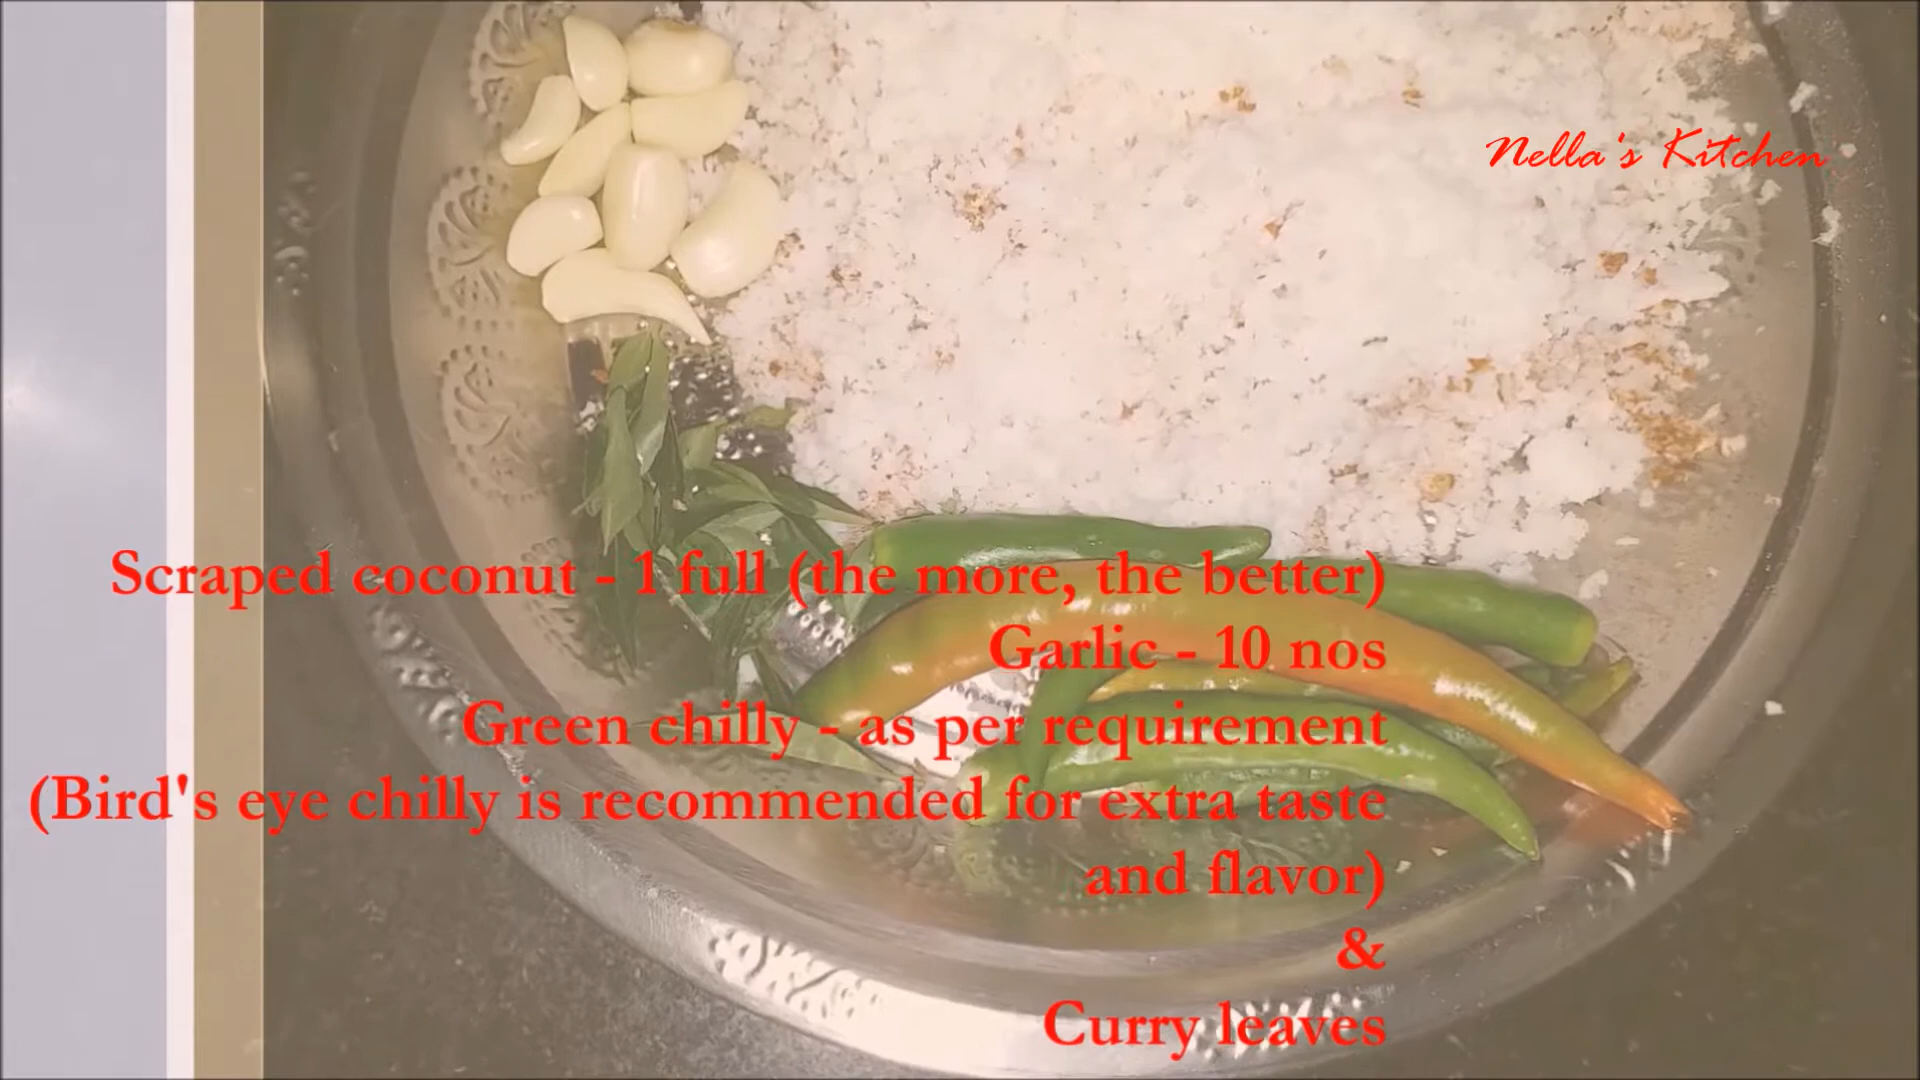 Nella's Kitchen
Scraped coconut - 1 full (the more, the better)
Garlic - 10 nos
Green chilly - as per requirement
(Bird's eye chilly is recommended for extra taste
and flavor)
&
Curry leaves